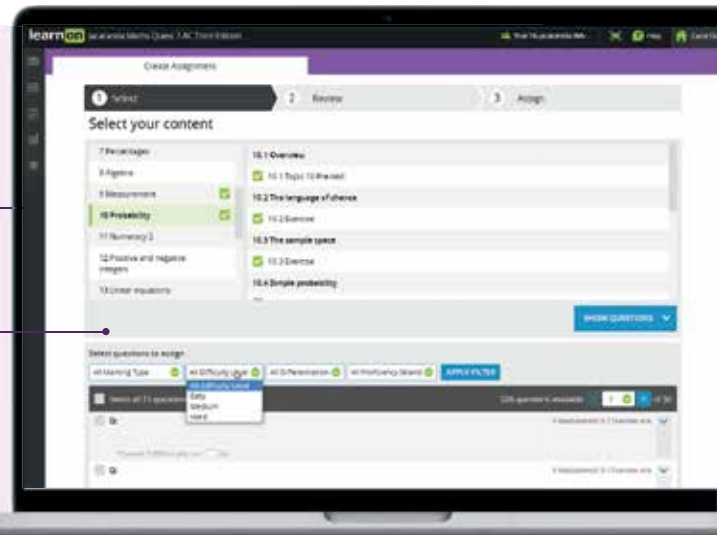 learnon Jacaranda Maths Quest 7 AC Third Edition
Help
Create Assignment
1 Select
2 Review
3 Assign
Select your content
7 Percentages
8 Algebra
9 Measurement
10 Probability
11 Numeracy 2
12 Positive and negative
integers
13 Linear equations
10.1 Overview
10.1 Topic 10 Pre-test
10.2 The language of chance
10.2 Exercise
10.3 The sample space
10.3 Exercise
10.4 Simple probability
SHOW QUESTIONS
Select questions to assign
All Marking Type
All Difficulty Level
All Differentiation
All Proficiency Strand
APPLY FILTER
All Difficulty Level
Easy
Medium
Hard
questions available
1